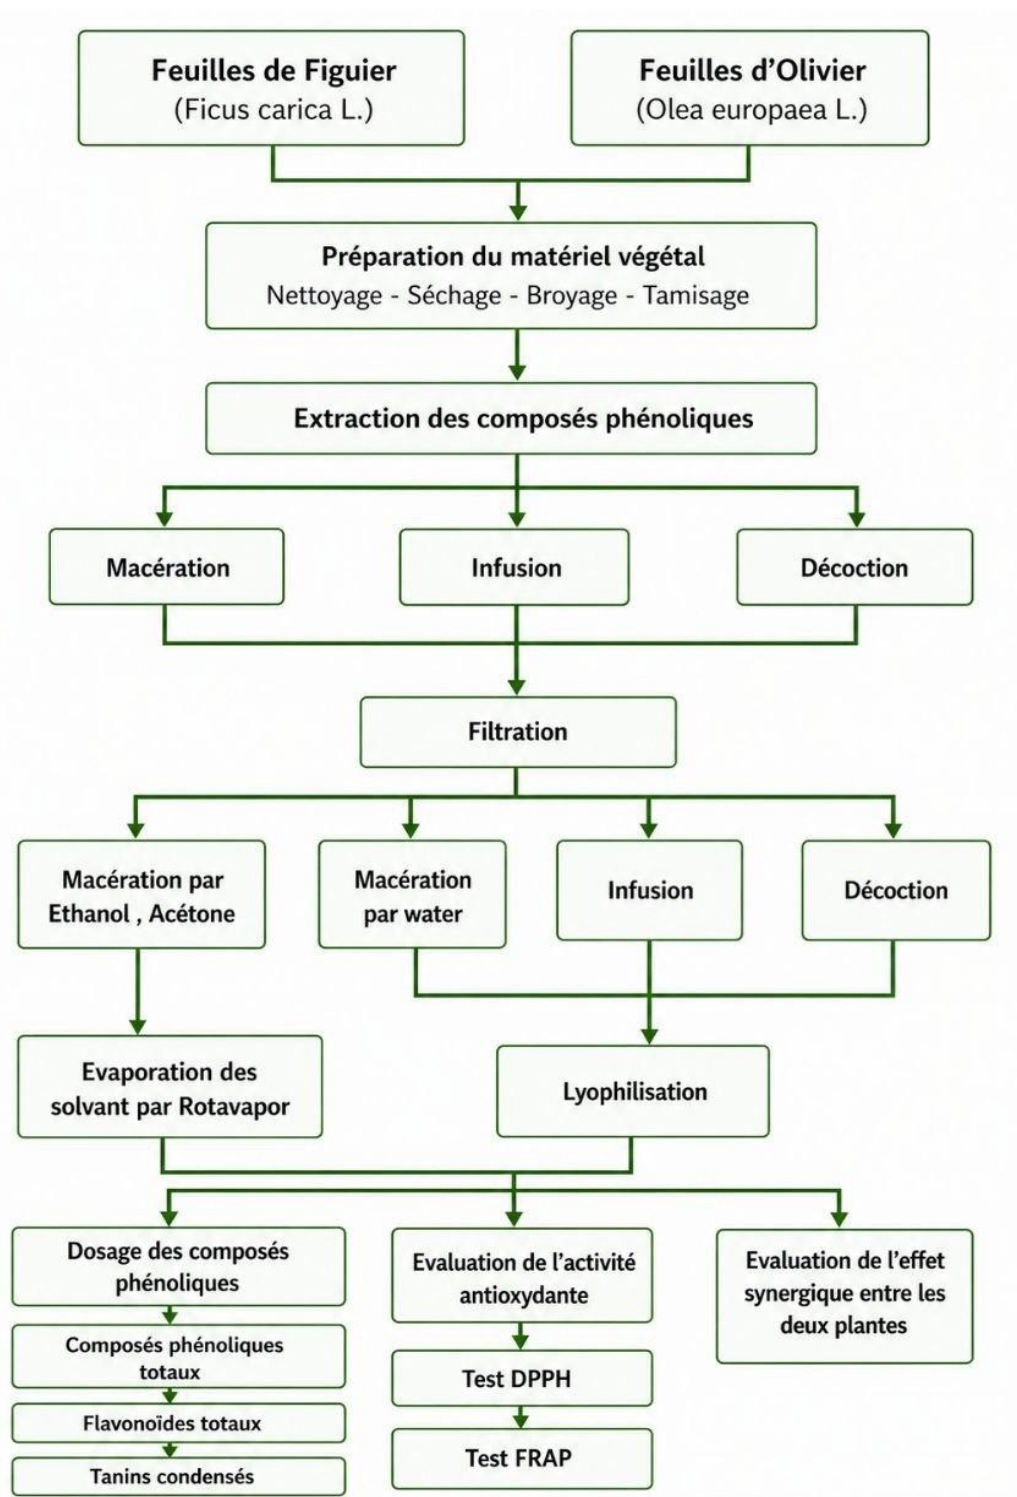 Feuilles de Figuier
(Ficus carica L.)
Feuilles d’Olivier
(Olea europaea L.)
Préparation du matériel végétal
Nettoyage - Séchage - Broyage - Tamisage
Extraction des composés phénoliques
Macération
Infusion
Décoction
Filtration
Macération par
Ethanol , Acétone
Macération
par water
Infusion
Décoction
Evaporation des
solvant par Rotavapor
Lyophilisation
Dosage des composés
phénoliques
Composés phénoliques
totaux
Flavonoïdes totaux
Tanins condensés
Evaluation de l’activité
antioxydante
Test DPPH
Test FRAP
Evaluation de l’effet
synergique entre les
deux plantes